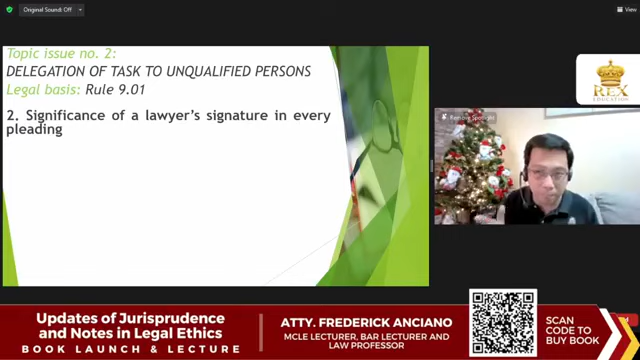 Original Sound: Off
View
Topic issue no. 2:
DELEGATION OF TASK TO UNQUALIFIED PERSONS
Legal basis: Rule 9.01
2. Significance of a lawyer's signature in every
pleading
REX
EDUCATION
Remove Spotlight
Updates of Jurisprudence
and Notes in Legal Ethics
BOOK LAUNCH & LECTURE
ATTY. FREDERICK ANCIANO
MCLE LECTURER, BAR LECTURER AND
LAW PROFESSOR
SCAN
CODE TO
BUY BOOK